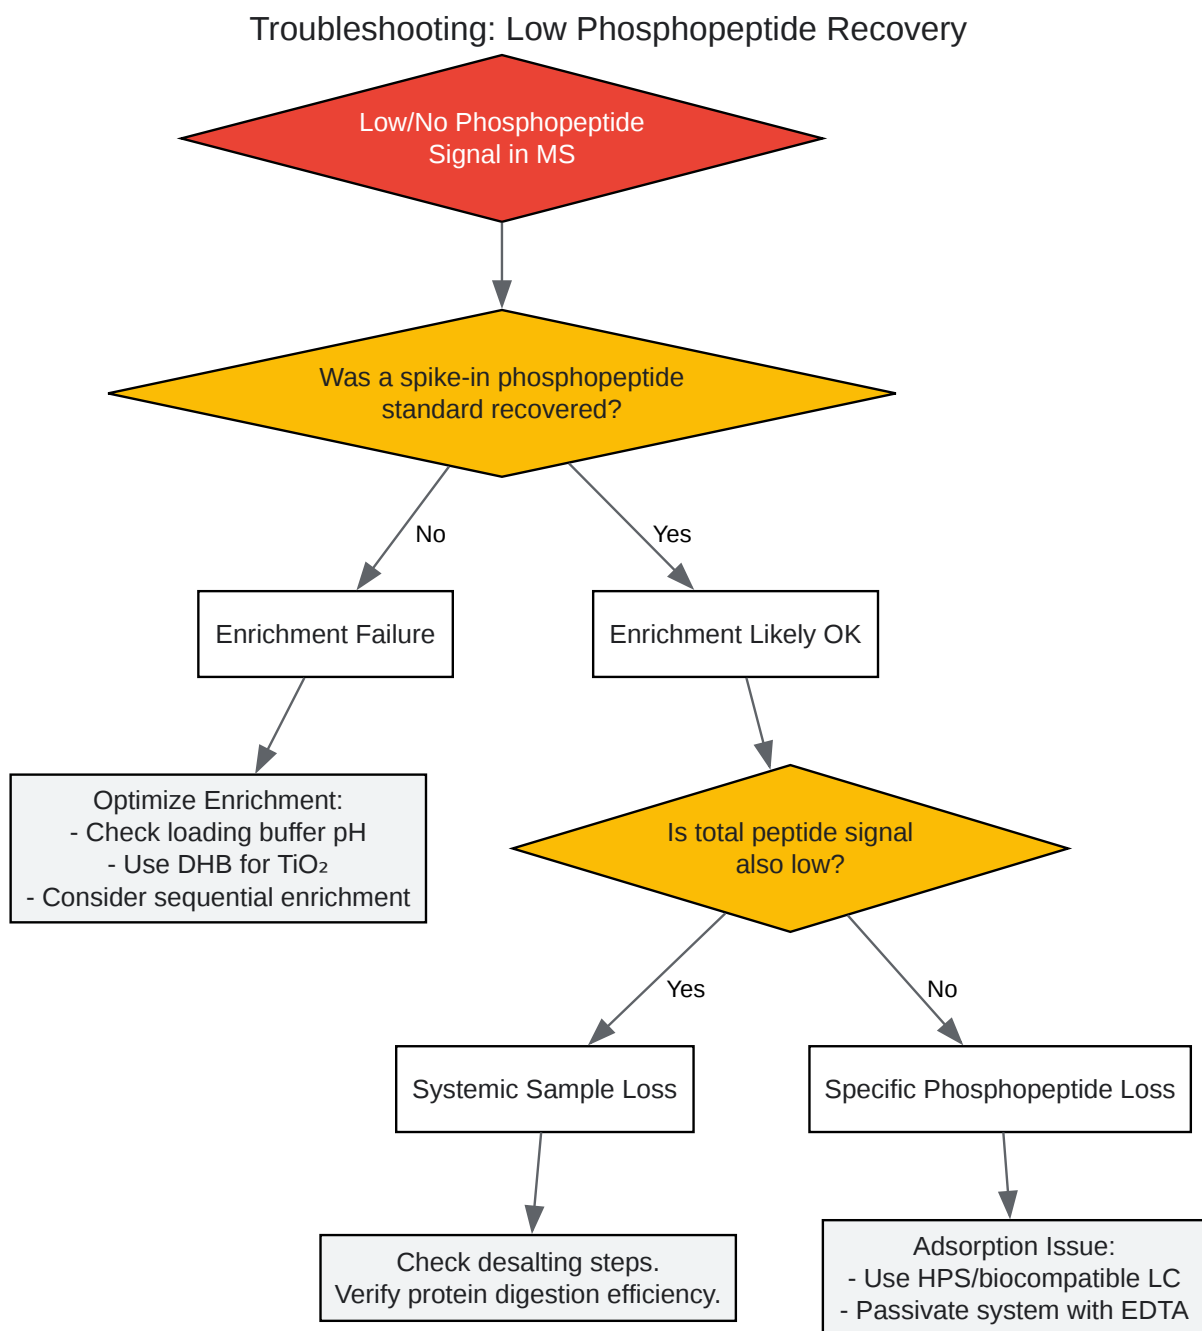 Troubleshooting: Low Phosphopeptide Recovery
Low/No Phosphopeptide
Signal in MS
Was a spike-in phosphopeptide
standard recovered?
No
Yes
Enrichment Failure
Enrichment Likely OK
Optimize Enrichment:
- Check loading buffer pH
- Use DHB for TiO₂
- Consider sequential enrichment
Is total peptide signal
also low?
Yes
No
Systemic Sample Loss
Specific Phosphopeptide Loss
Check desalting steps.
Verify protein digestion efficiency.
Adsorption Issue:
- Use HPS/biocompatible LC
- Passivate system with EDTA